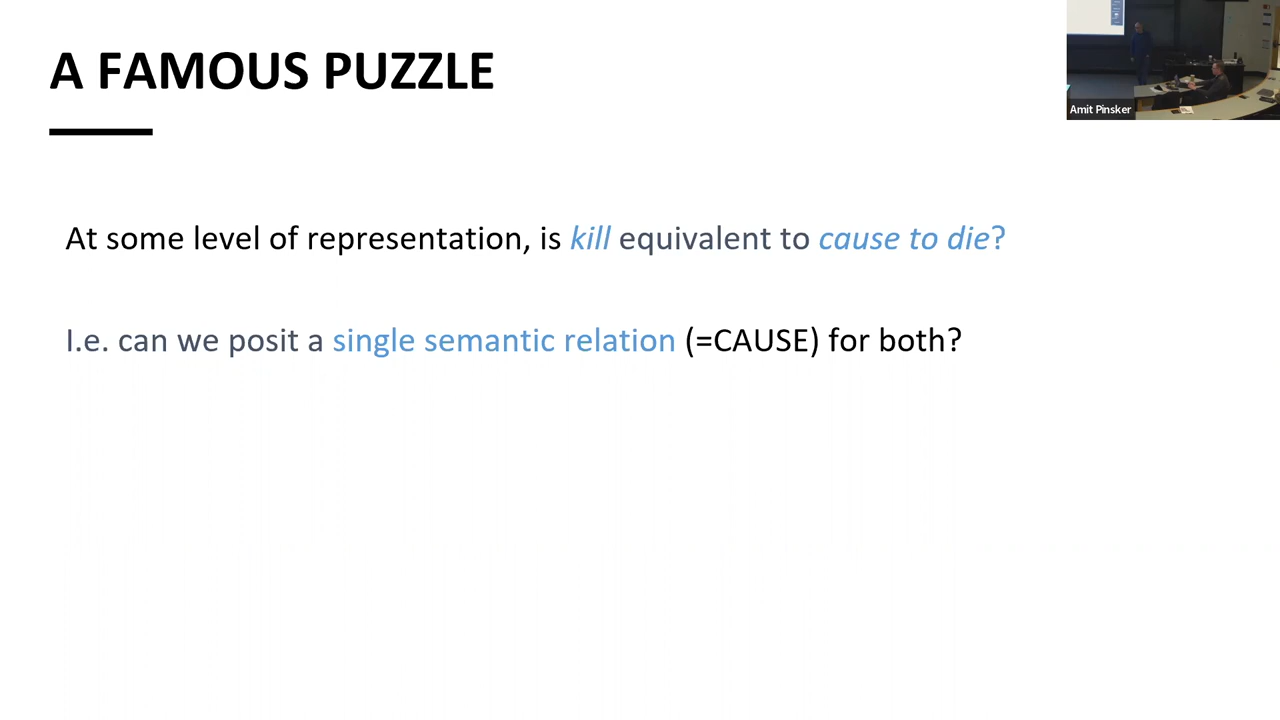 A FAMOUS PUZZLE
At some level of representation, is kill equivalent to cause to die?
I.e. can we posit a single semantic relation (=CAUSE) for both?
Amit Pinsker